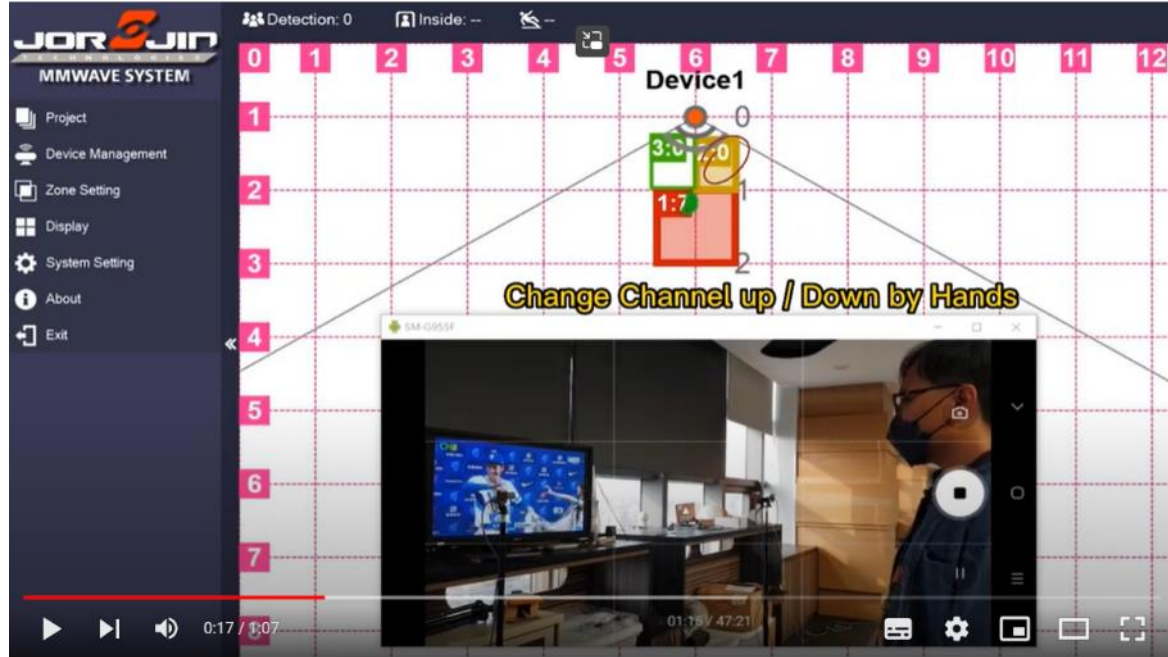 JORJIN
TECHNOLOGIES
MMWAVE SYSTEM
Project
Device Management
Zone Setting
Display
System Setting
About
Exit
«
Detection: 0
Inside: --
--
0 1 2 3 4 5 6 7 8 9 10 11 12
Device1
1
0
3:0
2
1
1:7
3
2
Change Channel up / Down by Hands
4
SM-G955F
5
6
7
01:15 / 47:21
0:17 / 1:07